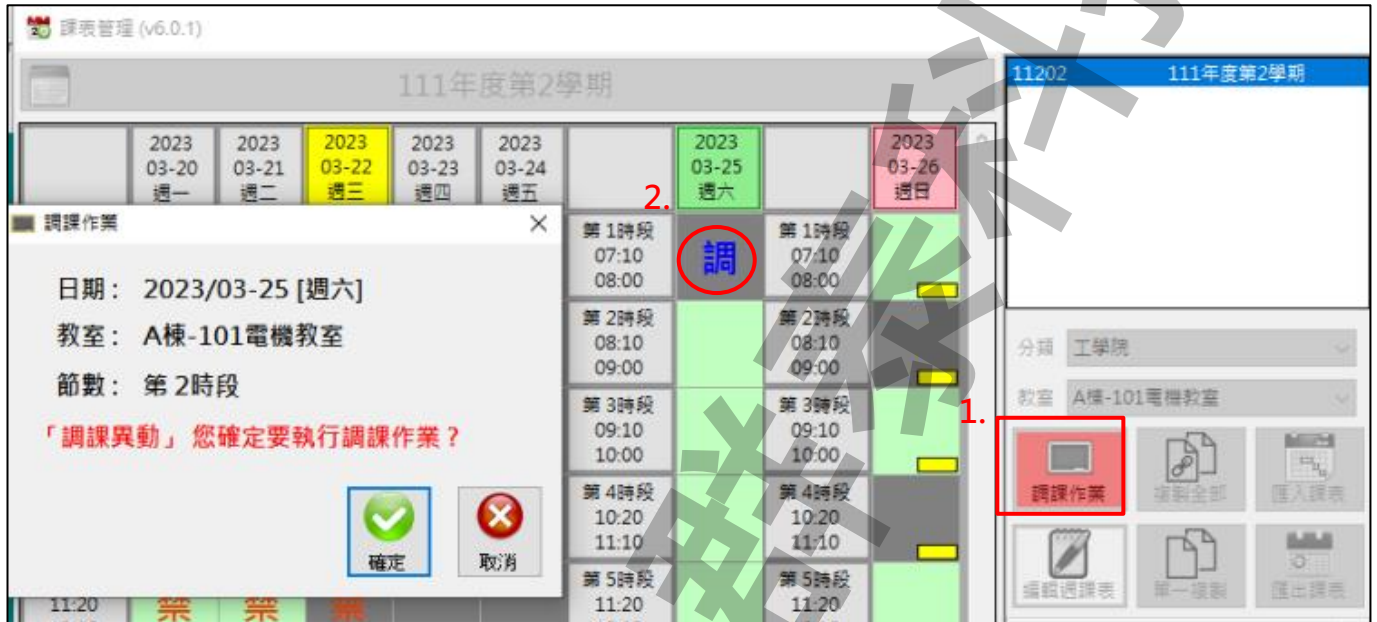 課表管理 (v6.0.1)
111年度第2學期
11202 111年度第2學期
2023 03-20 週一
2023 03-21 週二
2023 03-22 週三
2023 03-23 週四
2023 03-24 週五
2023 03-25 週六
2023 03-26 週日
2.
調課作業
日期： 2023/03-25 [週六]
教室： A棟-101電機教室
節數： 第 2時段
「調課異動」 您確定要執行調課作業？
確定
取消
第 1時段 07:10 08:00
調
第 1時段 07:10 08:00
第 2時段 08:10 09:00
第 2時段 08:10 09:00
第 3時段 09:10 10:00
第 3時段 09:10 10:00
第 4時段 10:20 11:10
第 4時段 10:20 11:10
第 5時段 11:20
第 5時段 11:20
11:20 禁 禁 禁
分類 工學院
教室 A棟-101電機教室
1.
調課作業
複製全部
匯入課表
編輯週課表
單一複製
匯出課表